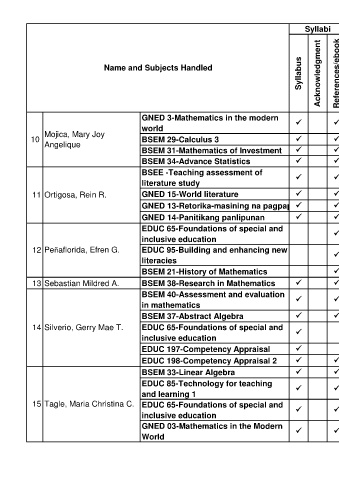 Syllabi
Name and Subjects Handled
Syllabus
Acknowledgment
References/ebook
10 Mojica, Mary Joy Angelique
GNED 3-Mathematics in the modern
world
BSEM 29-Calculus 3
BSEM 31-Mathematics of Investment
BSEM 34-Advance Statistics
11 Ortigosa, Rein R.
BSEE -Teaching assessment of
literature study
GNED 15-World literature
GNED 13-Retorika-masining na pagpap
GNED 14-Panitikang panlipunan
12 Peñaflorida, Efren G.
EDUC 65-Foundations of special and
inclusive education
EDUC 95-Building and enhancing new
literacies
BSEM 21-History of Mathematics
13 Sebastian Mildred A. BSEM 38-Research in Mathematics
14 Silverio, Gerry Mae T.
BSEM 40-Assessment and evaluation
in mathematics
BSEM 37-Abstract Algebra
EDUC 65-Foundations of special and
inclusive education
EDUC 197-Competency Appraisal
EDUC 198-Competency Appraisal 2
15 Tagle, Maria Christina C.
BSEM 33-Linear Algebra
EDUC 85-Technology for teaching
and learning 1
EDUC 65-Foundations of special and
inclusive education
GNED 03-Mathematics in the Modern
World